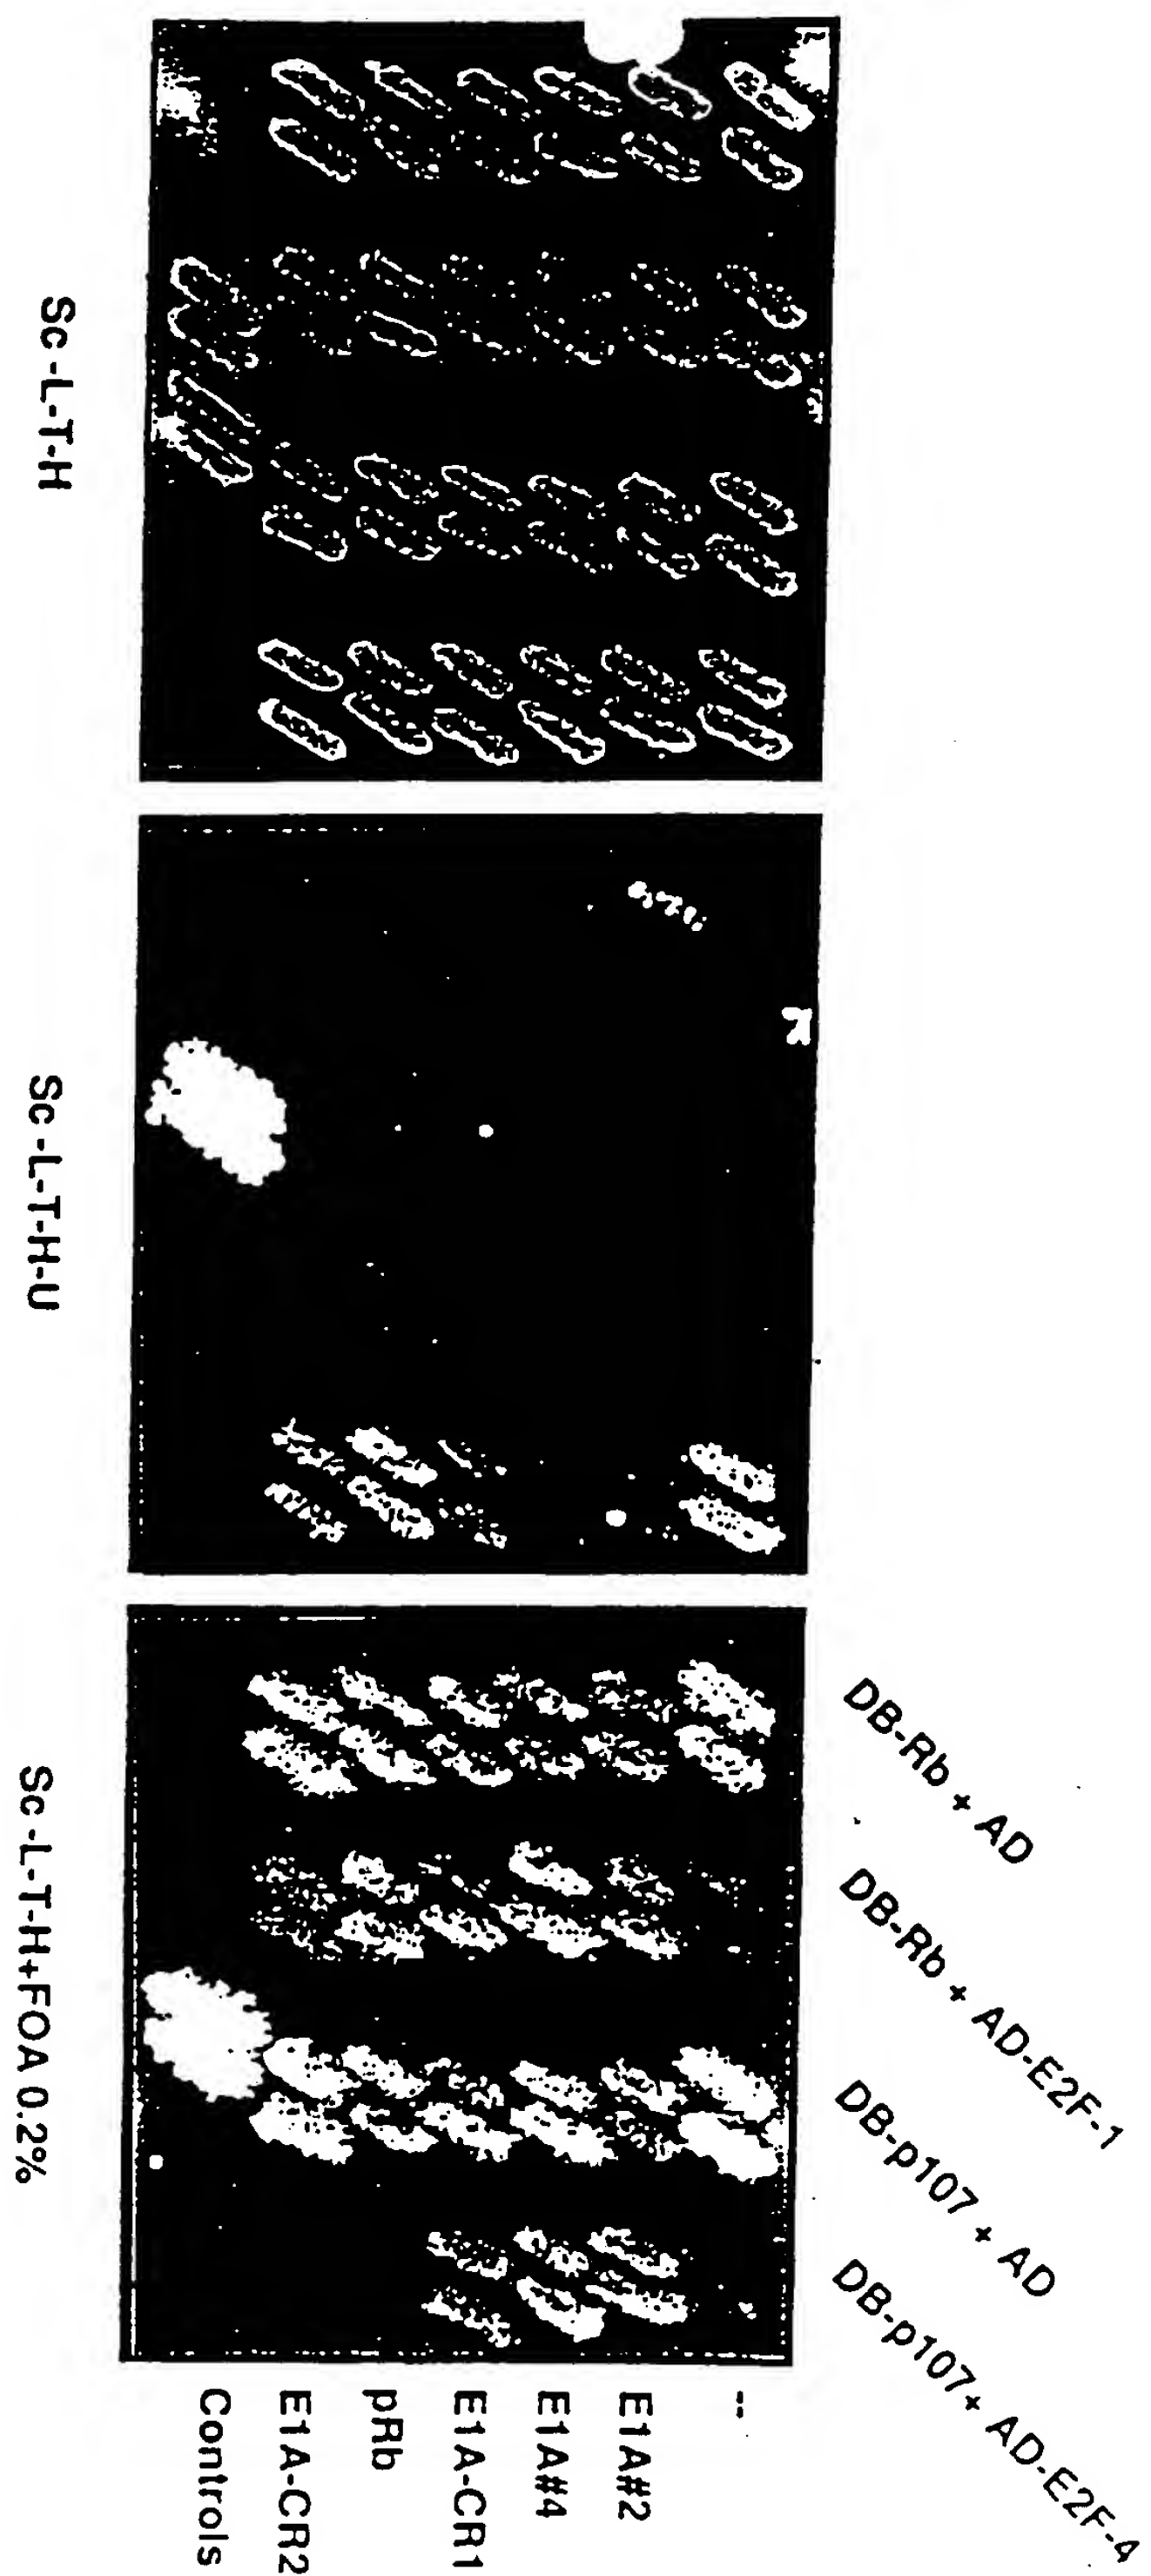 Sc -L-T-H
Sc -L-T-H-U
Sc -L-T-H+FOA 0.2%
DB-Rb + AD
DB-Rb + AD-E2F-1
DB-p107 + AD
DB-p107+ AD-E2F-4
--
E1A#2
E1A#4
E1A-CR1
pRb
E1A-CR2
Controls